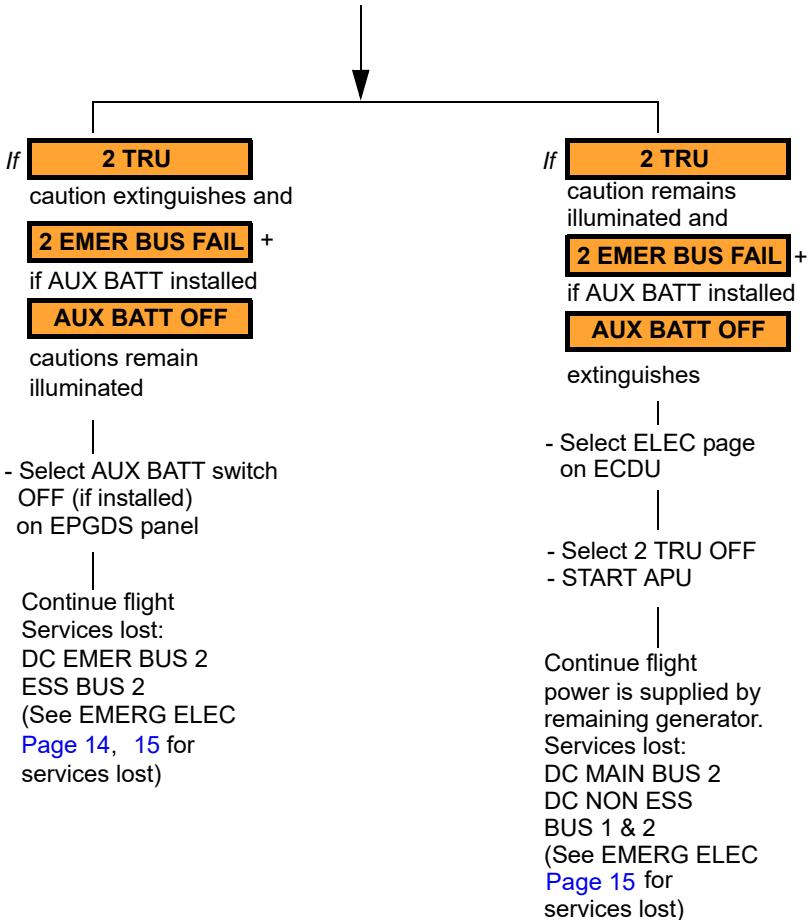 If 2 TRU
caution extinguishes and
2 EMER BUS FAIL +
if AUX BATT installed
AUX BATT OFF
cautions remain
illuminated
- Select AUX BATT switch
OFF (if installed)
on EPGDS panel
Continue flight
Services lost:
DC EMER BUS 2
ESS BUS 2
(See EMERG ELEC
Page 14, 15 for
services lost)
If 2 TRU
caution remains
illuminated and
2 EMER BUS FAIL +
if AUX BATT installed
AUX BATT OFF
extinguishes
- Select ELEC page
on ECDU
- Select 2 TRU OFF
- START APU
Continue flight
power is supplied by
remaining generator.
Services lost:
DC MAIN BUS 2
DC NON ESS
BUS 1 & 2
(See EMERG ELEC
Page 15 for
services lost)